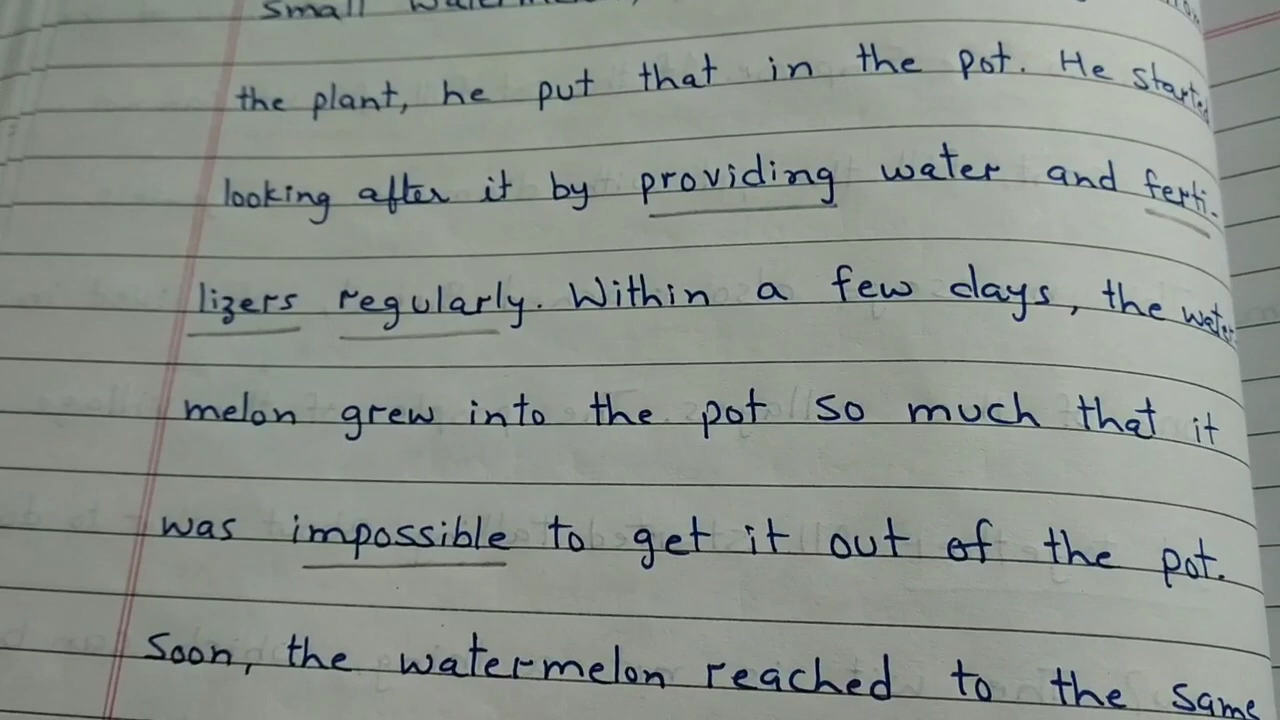 small
the plant, he put that in the pot. He started
looking after it by providing water and ferti-
lizers regularly. Within a few days, the water
melon grew into the pot so much that it
was impossible to get it out of the pot.
Soon, the watermelon reached to the same